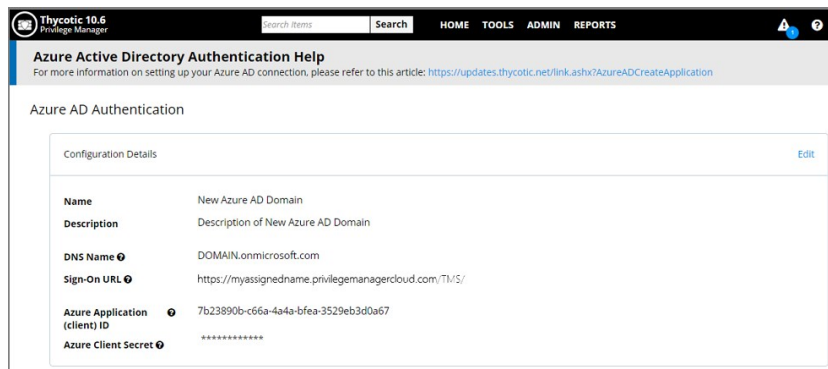 Thycotic 10.6
Privilege Manager
Search Items
Search
HOME TOOLS ADMIN REPORTS
1
?
Azure Active Directory Authentication Help
For more information on setting up your Azure AD connection, please refer to this article: https://updates.thycotic.net/link.ashx?AzureADCreateApplication
Azure AD Authentication
Configuration Details
Edit
Name New Azure AD Domain
Description Description of New Azure AD Domain
DNS Name ? DOMAIN.onmicrosoft.com
Sign-On URL ? https://myassignedname.privilegemanagercloud.com/TMS/
Azure Application ? 7b23890b-c66a-4a4a-bfea-3529eb3d0a67
(client) ID
Azure Client Secret ? ************